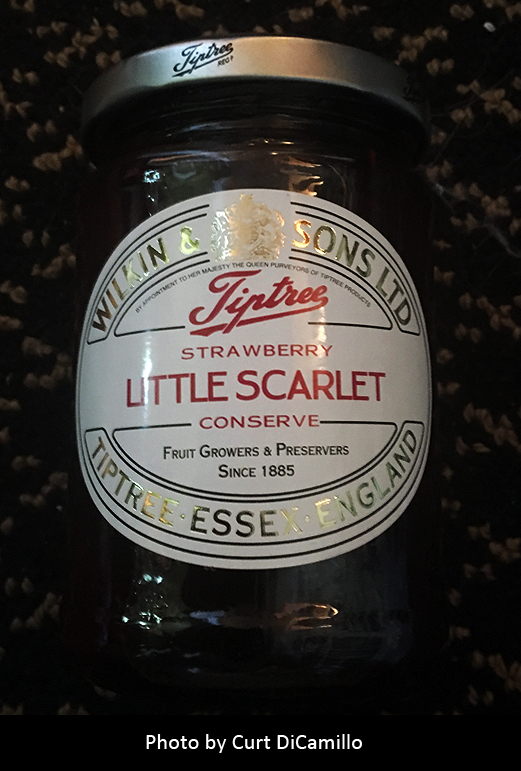 Tiptree
REGD
WILKIN & SONS LTD
BY APPOINTMENT TO HER MAJESTY THE QUEEN PURVEYORS OF TIPTREE PRODUCTS
Tiptree
STRAWBERRY
LITTLE SCARLET
CONSERVE
FRUIT GROWERS & PRESERVERS
SINCE 1885
TIPTREE · ESSEX · ENGLAND
Photo by Curt DiCamillo